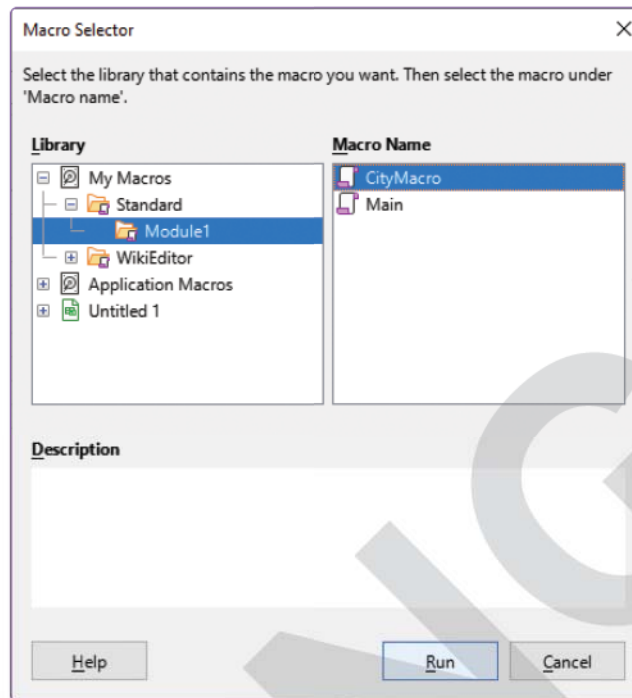 Macro Selector
Select the library that contains the macro you want. Then select the macro under
'Macro name'.
Library
Macro Name
My Macros
Standard
Module1
WikiEditor
Application Macros
Untitled 1
CityMacro
Main
Description
Help
Run
Cancel